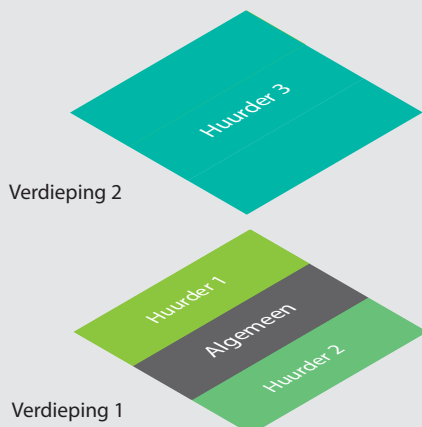 Huurder 3
Verdieping 2
Huurder 1
Algemeen
Huurder 2
Verdieping 1